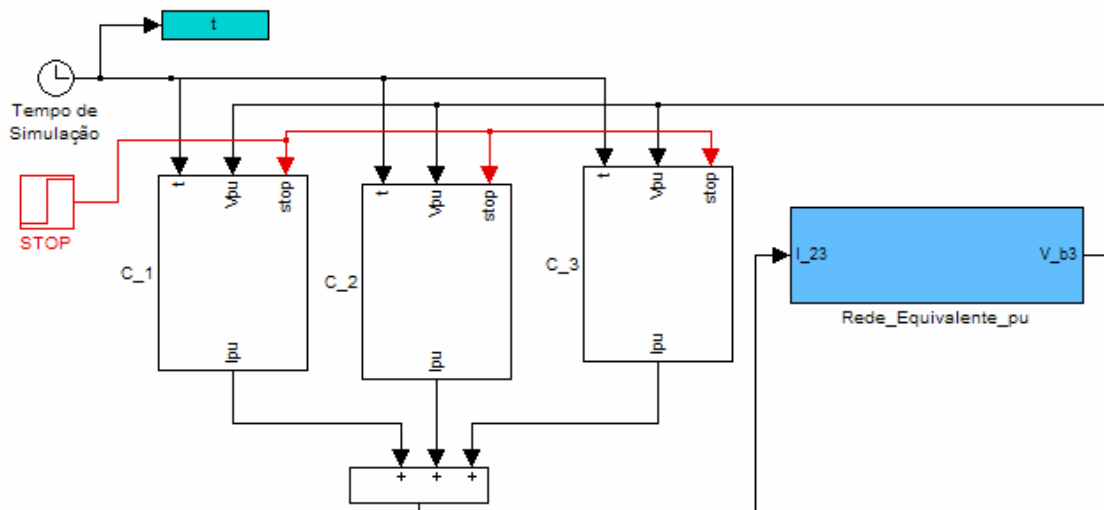 t
Tempo de
Simulação
STOP
t
Vpu
stop
C_1
Ipu
t
Vpu
stop
C_2
Ipu
t
Vpu
stop
C_3
Ipu
I_23
V_b3
Rede_Equivalente_pu
+ + +